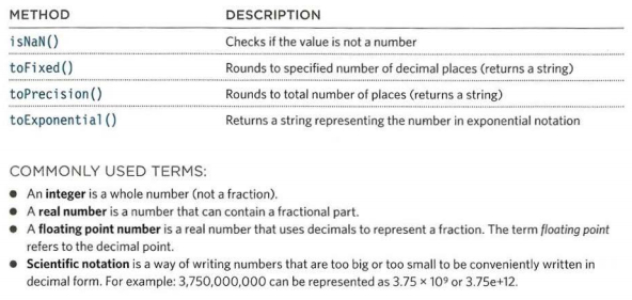 METHOD DESCRIPTION
isNaN() Checks if the value is not a number
toFixed() Rounds to specified number of decimal places (returns a string)
toPrecision() Rounds to total number of places (returns a string)
toExponential() Returns a string representing the number in exponential notation
COMMONLY USED TERMS:
● An integer is a whole number (not a fraction).
● A real number is a number that can contain a fractional part.
● A floating point number is a real number that uses decimals to represent a fraction. The term floating point
refers to the decimal point.
● Scientific notation is a way of writing numbers that are too big or too small to be conveniently written in
decimal form. For example: 3,750,000,000 can be represented as 3.75 × 10⁹ or 3.75e+12.